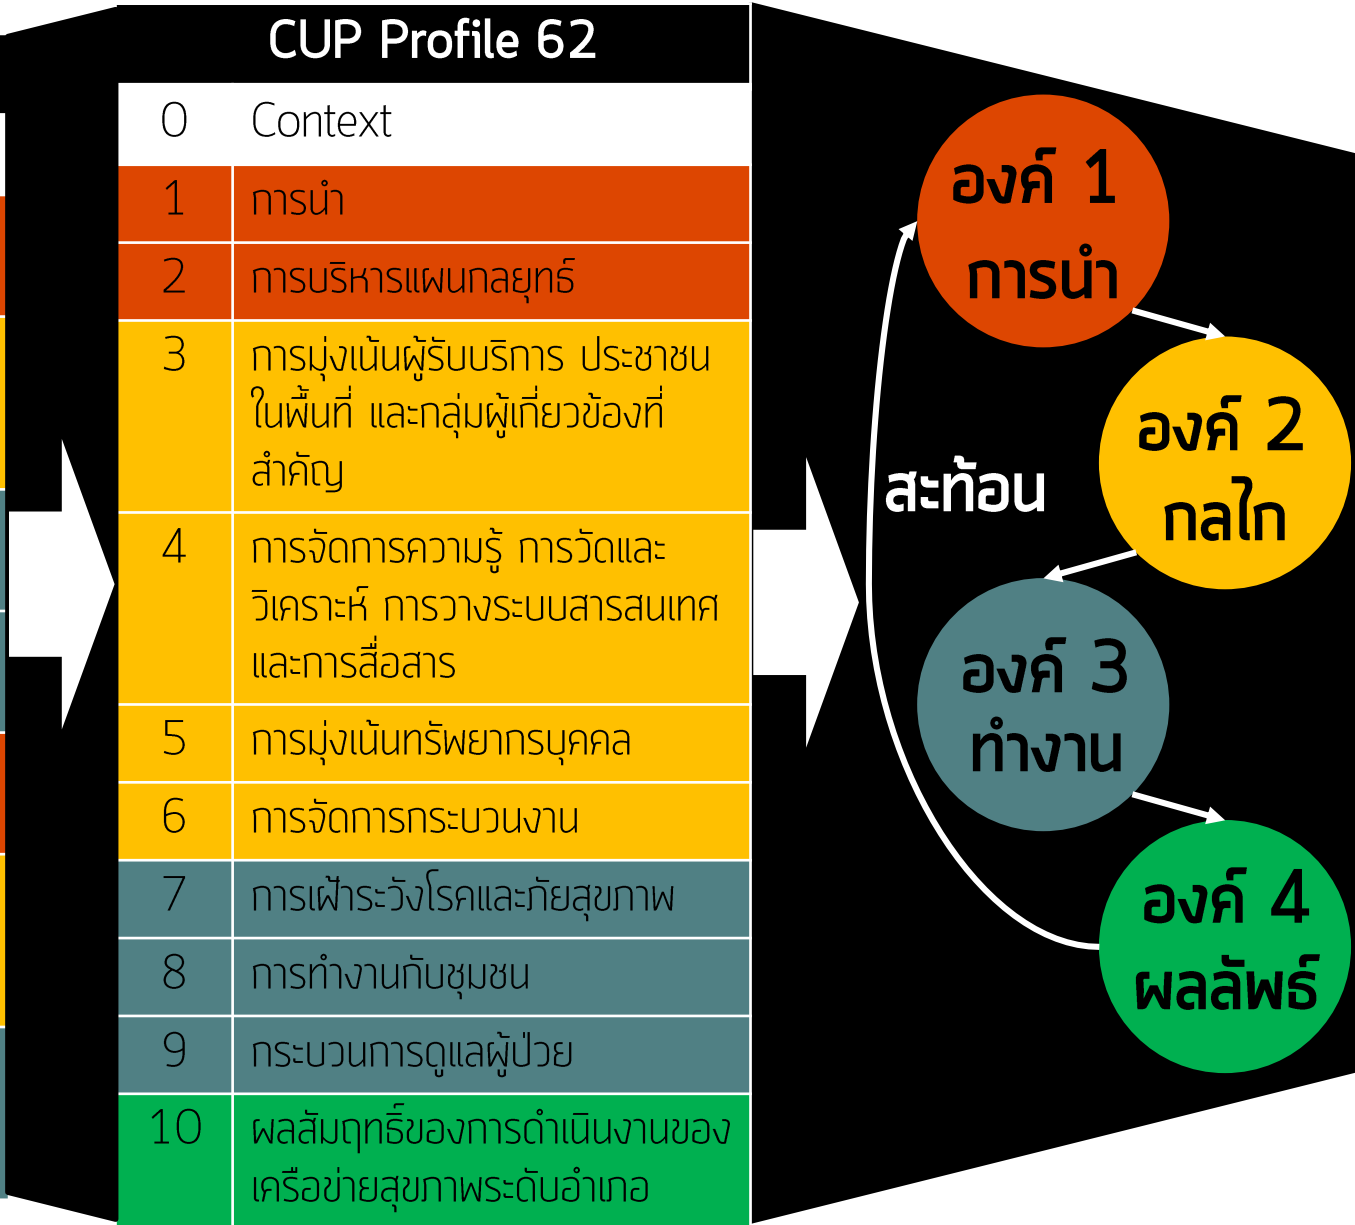 CUP Profile 62
0 Context
1 การนำ
2 การบริหารแผนกลยุทธ์
3 การมุ่งเน้นผู้รับบริการ ประชาชน
ในพื้นที่ และกลุ่มผู้เกี่ยวข้องที่
สำคัญ
4 การจัดการความรู้ การวัดและ
วิเคราะห์ การวางระบบสารสนเทศ
และการสื่อสาร
5 การมุ่งเน้นทรัพยากรบุคคล
6 การจัดการกระบวนงาน
7 การเฝ้าระวังโรคและภัยสุขภาพ
8 การทำงานกับชุมชน
9 กระบวนการดูแลผู้ป่วย
10 ผลสัมฤทธิ์ของการดำเนินงานของ
เครือข่ายสุขภาพระดับอำเภอ
องค์ 1
การนำ
องค์ 2
กลไก
สะท้อน
องค์ 3
ทำงาน
องค์ 4
ผลลัพธ์